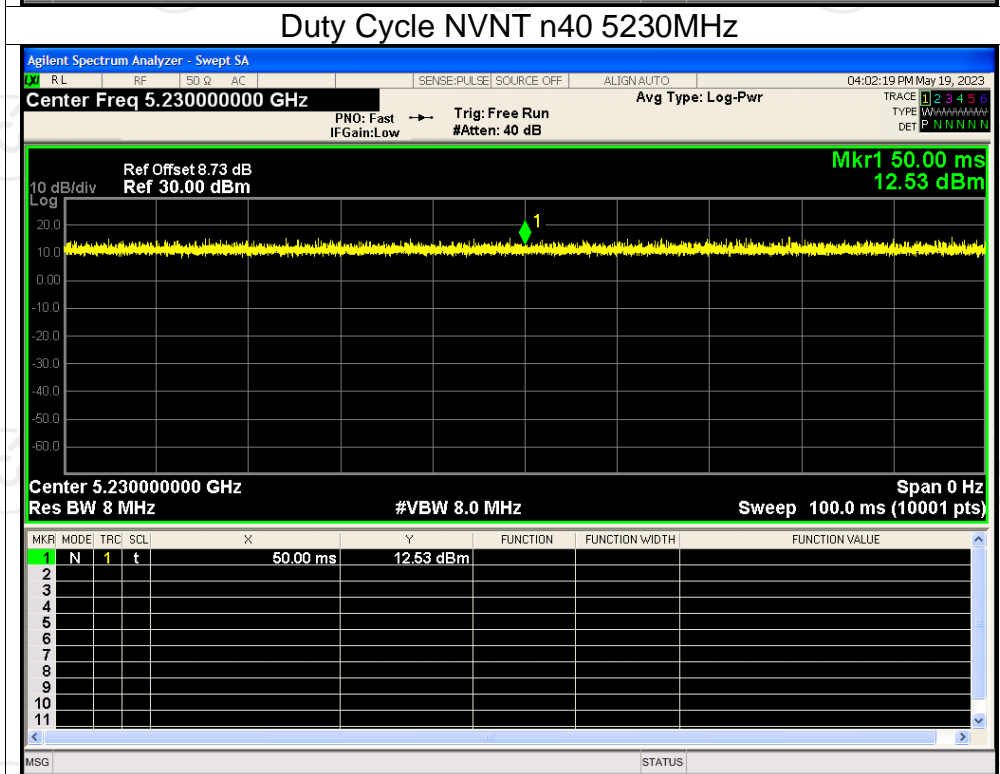 Duty Cycle NVNT n40 5230MHz
Agilent Spectrum Analyzer - Swept SA
LXI RL RF 50 Ω AC SENSE:PULSE SOURCE OFF ALIGN AUTO 04:02:19 PM May 19, 2023
Center Freq 5.230000000 GHz Avg Type: Log-Pwr TRACE 1 2 3 4 5 6
PNO: Fast Trig: Free Run TYPE WWWWWW
IFGain:Low #Atten: 40 dB DET P N N N N N
Mkr1 50.00 ms
Ref Offset 8.73 dB
10 dB/div Ref 30.00 dBm 12.53 dBm
Log
20.0
1
10.0
0.00
-10.0
-20.0
-30.0
-40.0
-50.0
-60.0
Center 5.230000000 GHz Span 0 Hz
Res BW 8 MHz #VBW 8.0 MHz Sweep 100.0 ms (10001 pts)
MKR MODE TRC SCL X Y FUNCTION FUNCTION WIDTH FUNCTION VALUE
1 N 1 t 50.00 ms 12.53 dBm
2
3
4
5
6
7
8
9
10
11
MSG STATUS